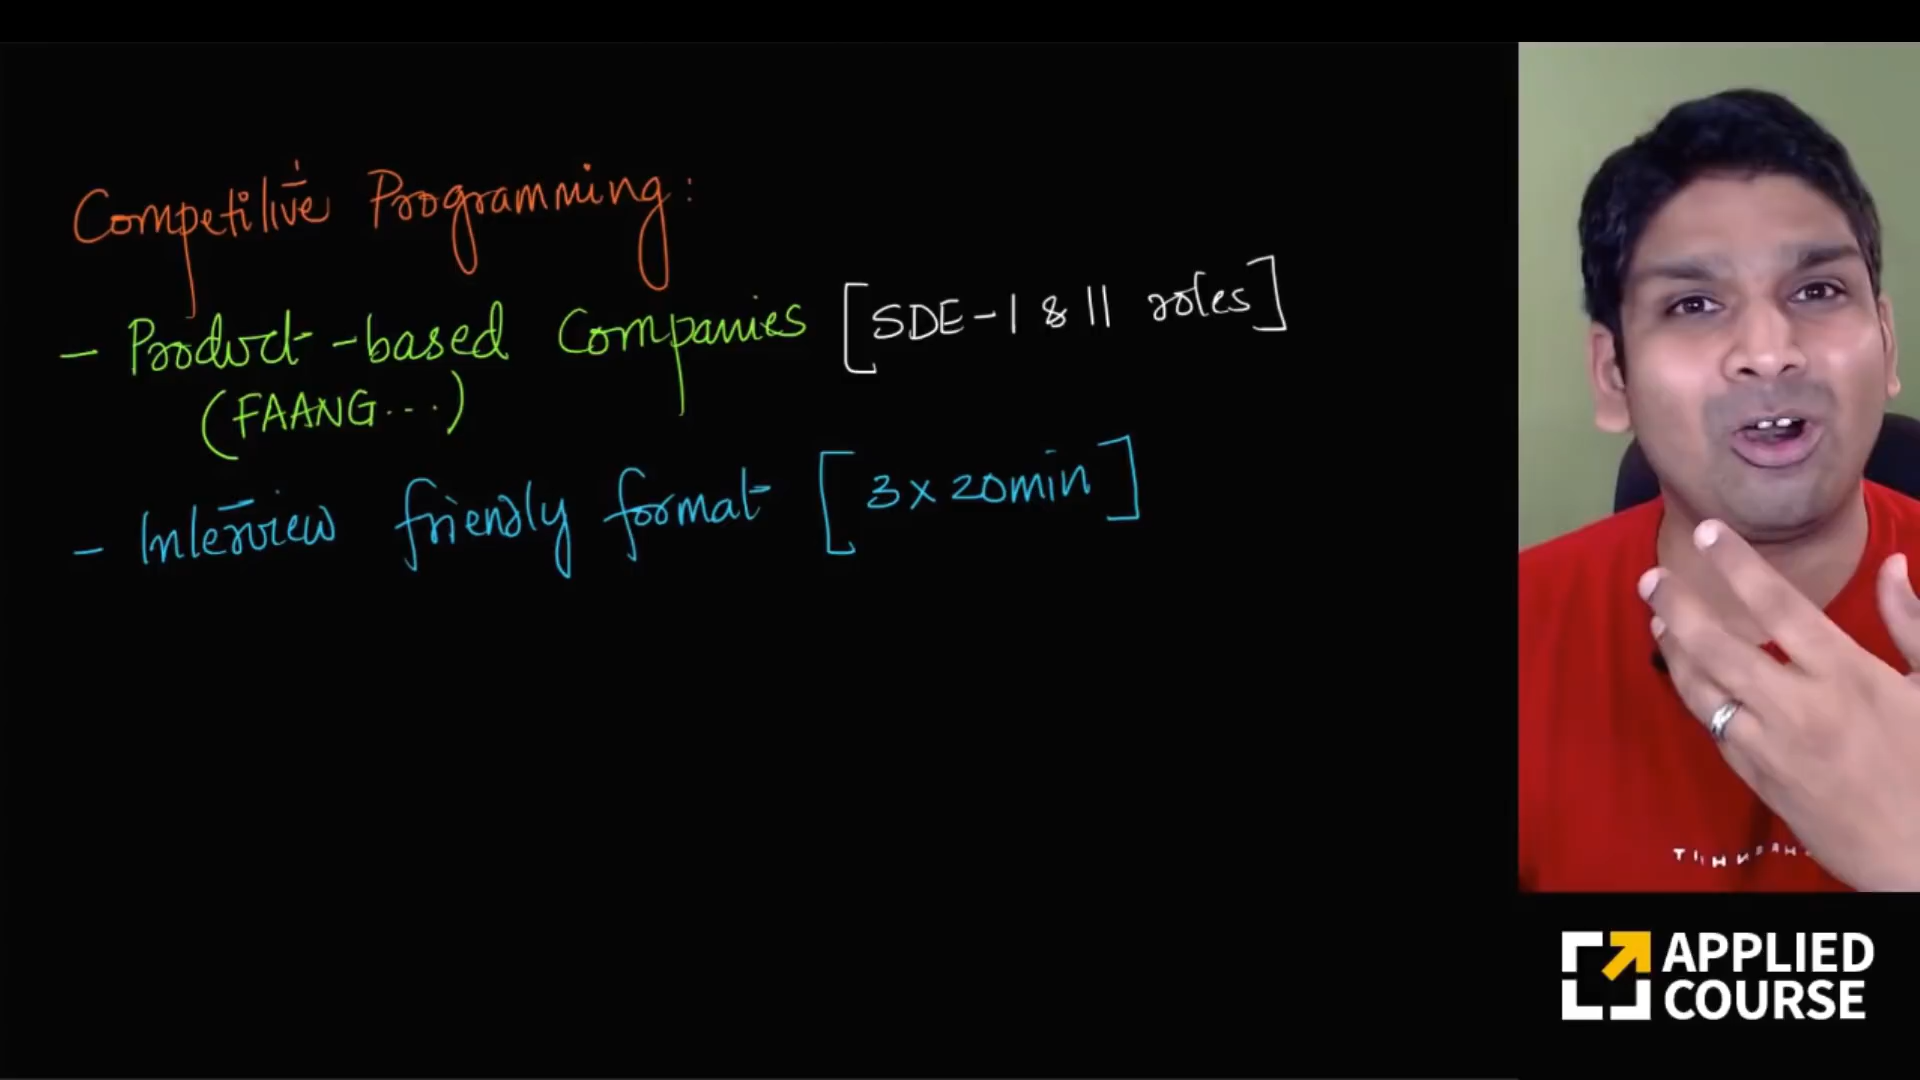 Competitive Programming:
- Product-based Companies [SDE-I & II roles]
(FAANG...)
- Interview friendly format [3x20min]
APPLIED
COURSE